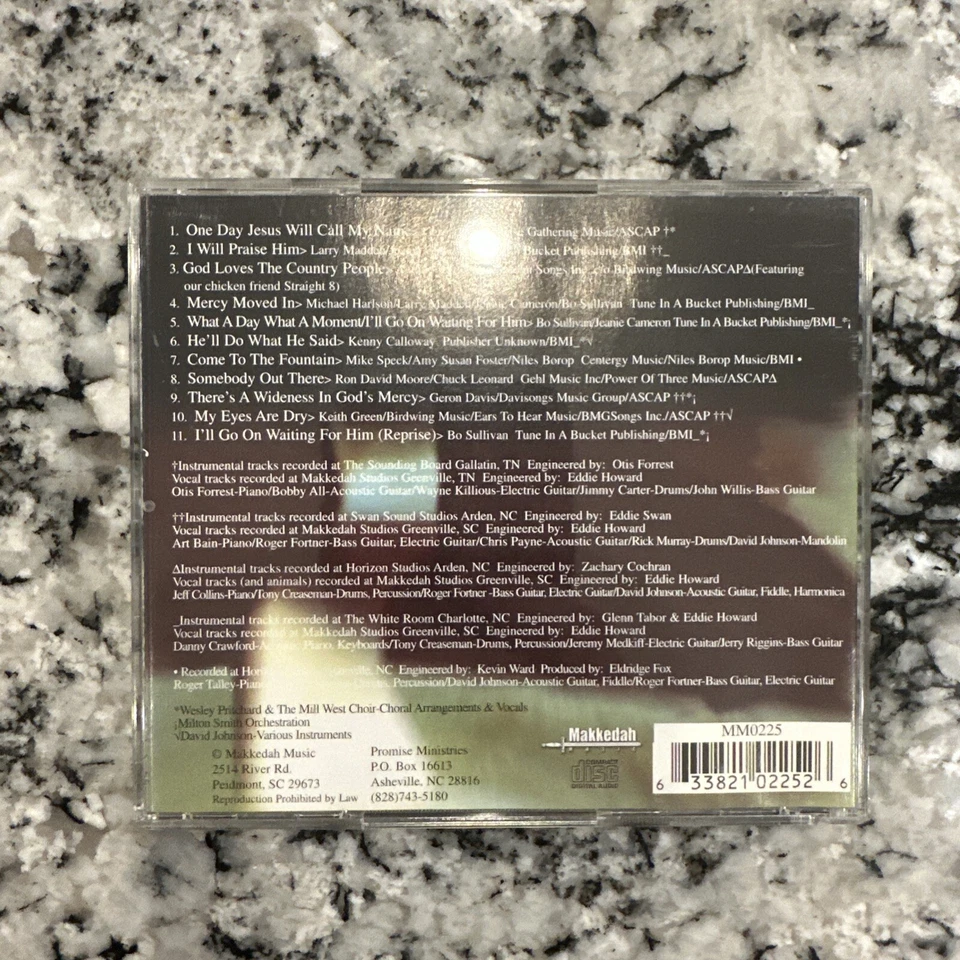 1. One Day Jesus Will Call My Name> Gathering Music/ASCAP †*
2. I Will Praise Him> Larry Bucket Publishing/BMI ††_
3. God Loves The Country People> Birdwing Music/ASCAP∆(Featuring
our chicken friend Straight 8)
4. Mercy Moved In> Michael Cameron/Bo Sullivan Tune In A Bucket Publishing/BMI_
5. What A Day What A Moment/I'll Go On Waiting For Him> Bo Sullivan/Jeanie Cameron Tune In A Bucket Publishing/BMI_*¡
6. He'll Do What He Said> Kenny Calloway, Publisher Unknown/BMI_*√
7. Come To The Fountain> Mike Speck/Amy Susan Foster/Niles Borop Centergy Music/Niles Borop Music/BMI •
8. Somebody Out There> Ron David Moore/Chuck Leonard Gehl Music Inc/Power Of Three Music/ASCAP∆
9. There's A Wideness In God's Mercy> Geron Davis/Davisongs Music Group/ASCAP ††*¡
10. My Eyes Are Dry> Keith Green/Birdwing Music/Ears To Hear Music/BMGSongs Inc./ASCAP ††√
11. I'll Go On Waiting For Him (Reprise)> Bo Sullivan Tune In A Bucket Publishing/BMI_*¡
†Instrumental tracks recorded at The Sounding Board Gallatin, TN Engineered by: Otis Forrest
Vocal tracks recorded at Makkedah Studios Greenville, TN Engineered by: Eddie Howard
Otis Forrest-Piano/Bobby All-Acoustic Guitar/Wayne Killious-Electric Guitar/Jimmy Carter-Drums/John Willis-Bass Guitar
††Instrumental tracks recorded at Swan Sound Studios Arden, NC Engineered by: Eddie Swan
Vocal tracks recorded at Makkedah Studios Greenville, SC Engineered by: Eddie Howard
Art Bain-Piano/Roger Fortner-Bass Guitar, Electric Guitar/Chris Payne-Acoustic Guitar/Rick Murray-Drums/David Johnson-Mandolin
∆Instrumental tracks recorded at Horizon Studios Arden, NC Engineered by: Zachary Cochran
Vocal tracks (and animals) recorded at Makkedah Studios Greenville, SC Engineered by: Eddie Howard
Jeff Collins-Piano/Tony Creaseman-Drums, Percussion/Roger Fortner -Bass Guitar, Electric Guitar/David Johnson-Acoustic Guitar, Fiddle, Harmonica
_Instrumental tracks recorded at The White Room Charlotte, NC Engineered by: Glenn Tabor & Eddie Howard
Vocal tracks recorded at Makkedah Studios Greenville, SC Engineered by: Eddie Howard
Danny Crawford- Piano, Keyboards/Tony Creaseman-Drums, Percussion/Jeremy Medkiff-Electric Guitar/Jerry Riggins-Bass Guitar
• Recorded at NC Engineered by: Kevin Ward Produced by: Eldridge Fox
Roger Talley-Piano Percussion/David Johnson-Acoustic Guitar, Fiddle/Roger Fortner-Bass Guitar, Electric Guitar
*Wesley Pritchard & The Mill West Choir-Choral Arrangements & Vocals
¡Milton Smith Orchestration
√David Johnson-Various Instruments
© Makkedah Music
2514 River Rd.
Peidmont, SC 29673
Reproduction Prohibited by Law
Promise Ministries
P.O. Box 16613
Asheville, NC 28816
(828)743-5180
Makkedah
COMPACT
disc
DIGITAL AUDIO
MM0225
6 33821 02252 6